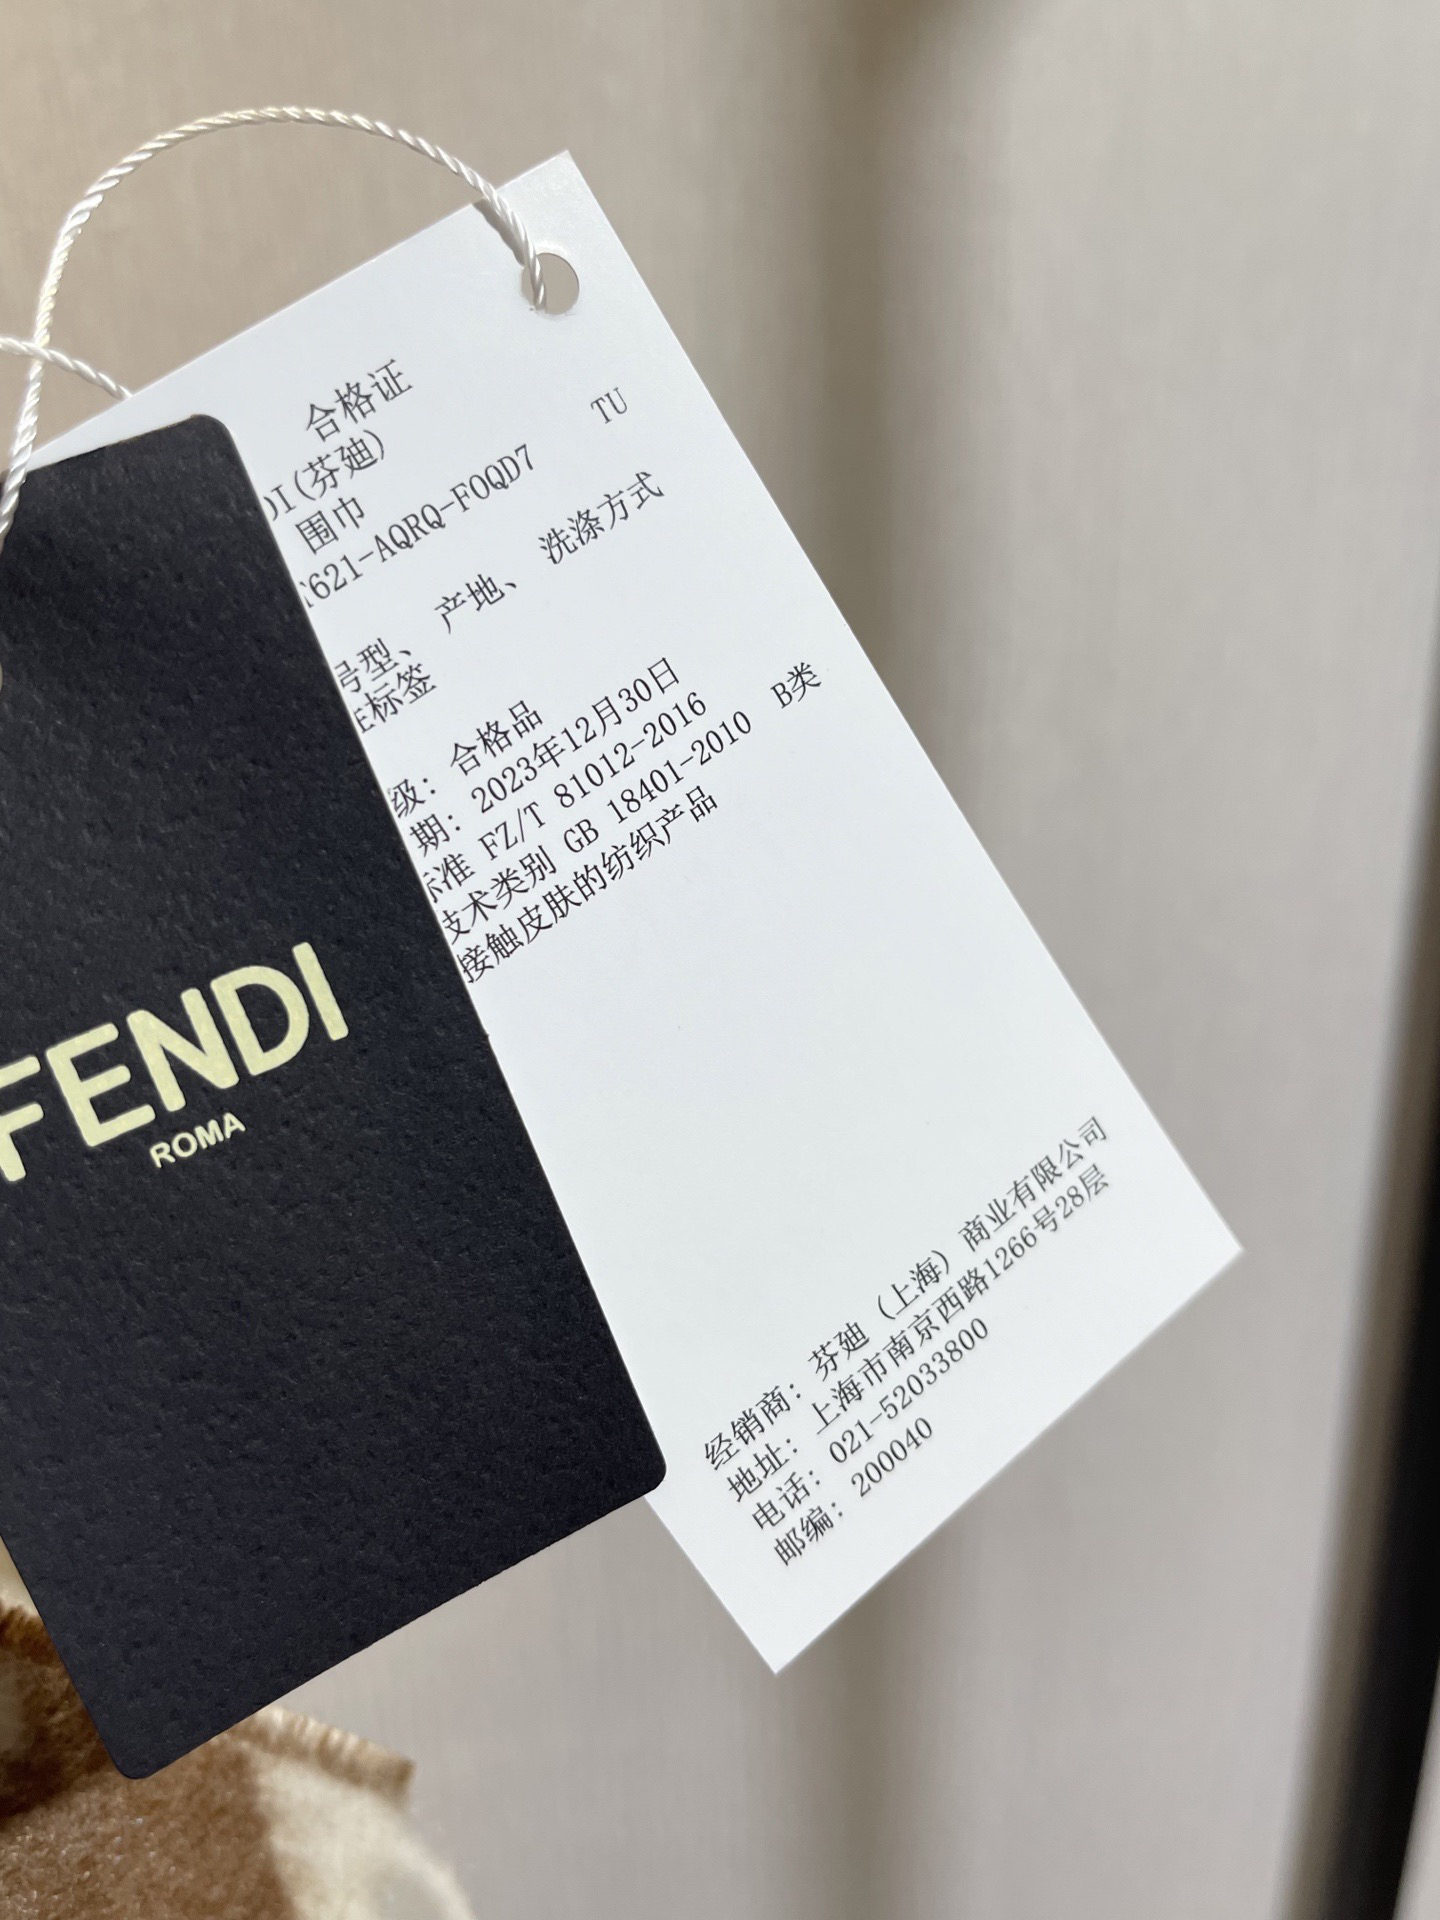 合格证
DI(芬迪)
围巾
621-AQRQ-F0QD7 TU
号型、 产地、 洗涤方式
标签
级: 合格品
期: 2023年12月30日
标准 FZ/T 81012-2016
技术类别 GB 18401-2010 B类
接触皮肤的纺织产品
FENDI
ROMA
经销商: 芬迪 (上海) 商业有限公司
地址: 上海市南京西路1266号28层
电话: 021-52033800
邮编: 200040